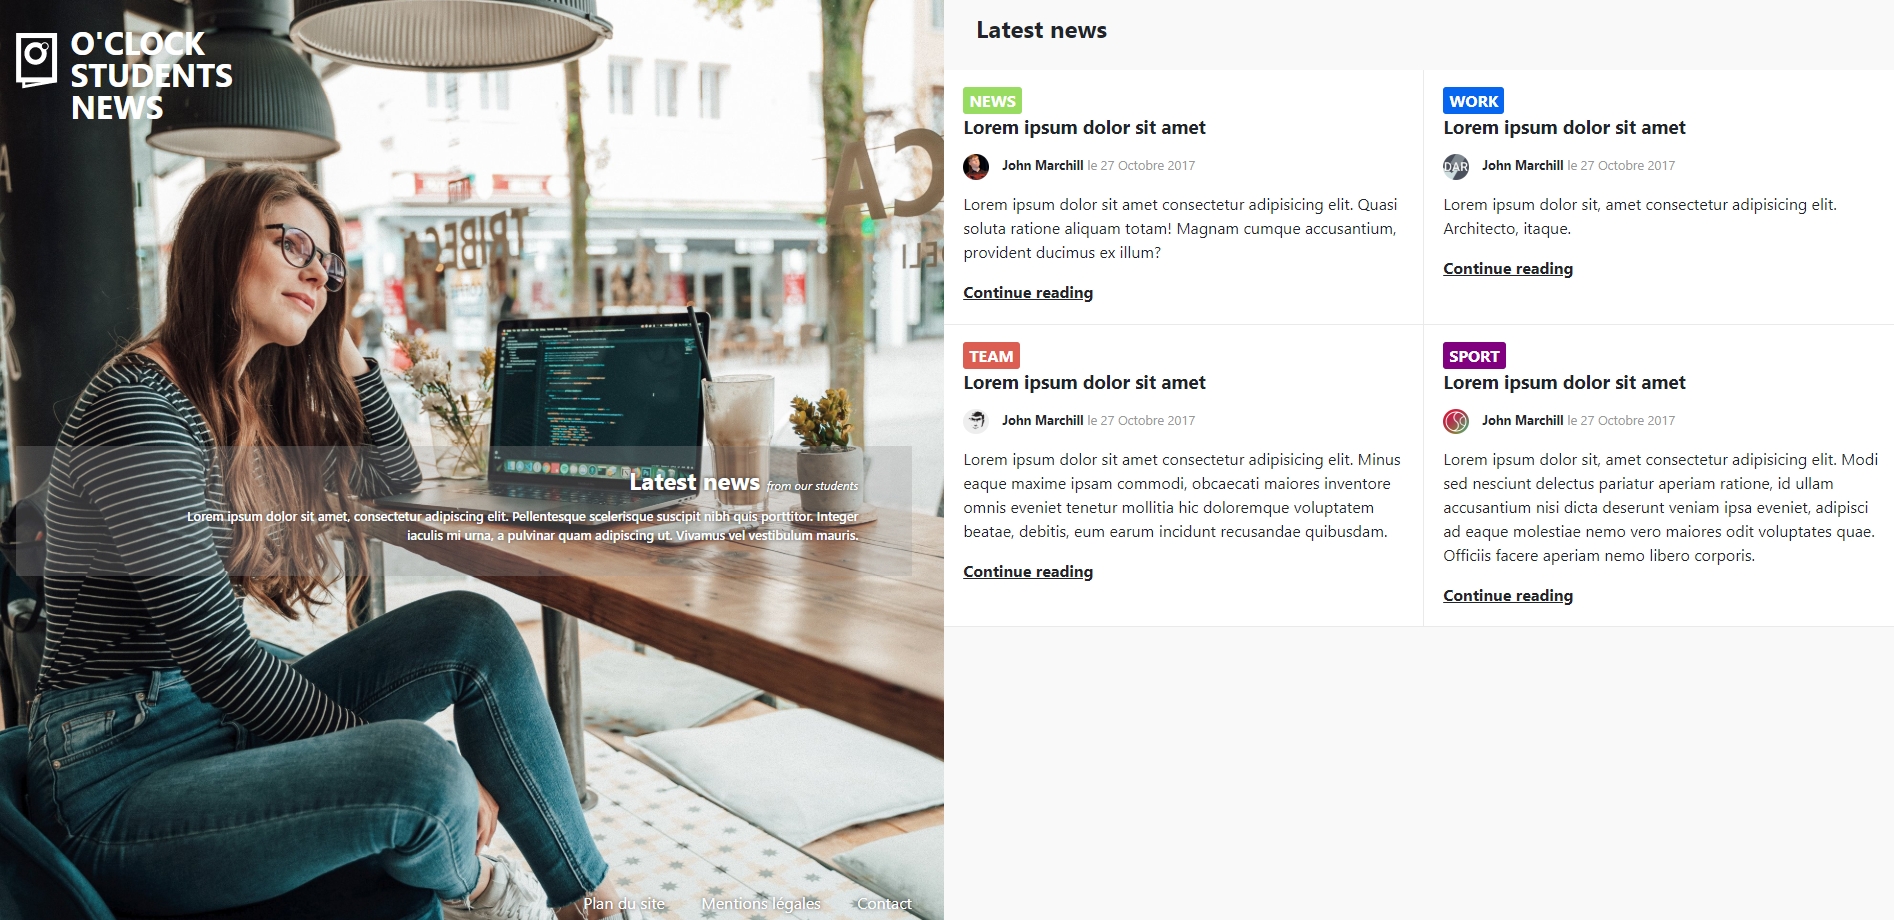 O'CLOCK
STUDENTS
NEWS
TRIBECA
CA
Latest news from our students
Lorem ipsum dolor sit amet, consectetur adipiscing elit. Pellentesque scelerisque suscipit nibh quis porttitor. Integer
iaculis mi urna, a pulvinar quam adipiscing ut. Vivamus vel vestibulum mauris.
Plan du site Mentions légales Contact
Latest news
NEWS
Lorem ipsum dolor sit amet
John Marchill le 27 Octobre 2017
Lorem ipsum dolor sit amet consectetur adipisicing elit. Quasi
soluta ratione aliquam totam! Magnam cumque accusantium,
provident ducimus ex illum?
Continue reading
WORK
Lorem ipsum dolor sit amet
DAR
John Marchill le 27 Octobre 2017
Lorem ipsum dolor sit, amet consectetur adipisicing elit.
Architecto, itaque.
Continue reading
TEAM
Lorem ipsum dolor sit amet
John Marchill le 27 Octobre 2017
Lorem ipsum dolor sit amet consectetur adipisicing elit. Minus
eaque maxime ipsam commodi, obcaecati maiores inventore
omnis eveniet tenetur mollitia hic doloremque voluptatem
beatae, debitis, eum earum incidunt recusandae quibusdam.
Continue reading
SPORT
Lorem ipsum dolor sit amet
John Marchill le 27 Octobre 2017
Lorem ipsum dolor sit, amet consectetur adipisicing elit. Modi
sed nesciunt delectus pariatur aperiam ratione, id ullam
accusantium nisi dicta deserunt veniam ipsa eveniet, adipisci
ad eaque molestiae nemo vero maiores odit voluptates quae.
Officiis facere aperiam nemo libero corporis.
Continue reading